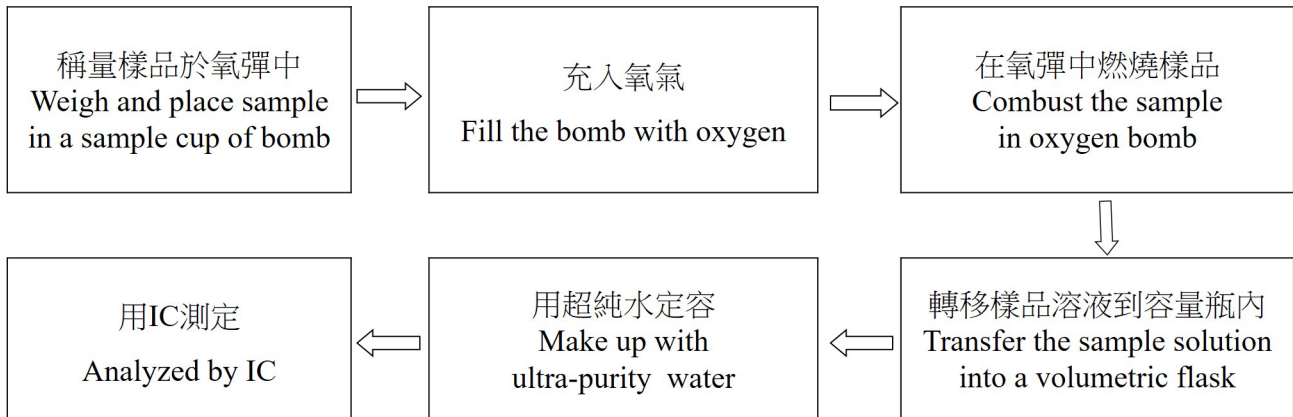 稱量樣品於氧彈中
Weigh and place sample
in a sample cup of bomb
充入氧氣
Fill the bomb with oxygen
在氧彈中燃燒樣品
Combust the sample
in oxygen bomb
轉移樣品溶液到容量瓶內
Transfer the sample solution
into a volumetric flask
用超純水定容
Make up with
ultra-purity water
用IC測定
Analyzed by IC